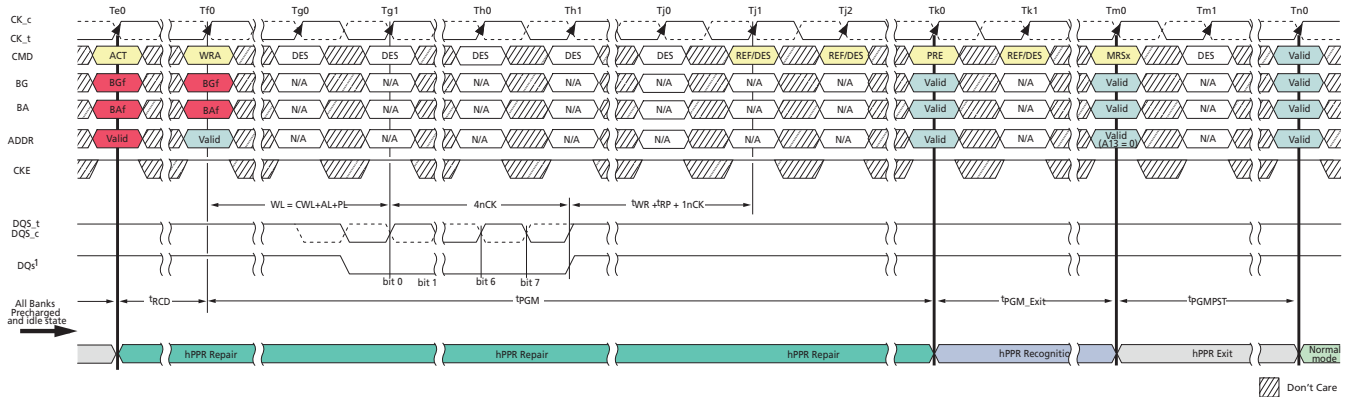 Te0 Tf0 Tg0 Tg1 Th0 Th1 Tj0 Tj1 Tj2 Tk0 Tk1 Tm0 Tm1 Tn0
CK_c
CK_t
CMD ACT WRA DES DES DES DES DES REF/DES REF/DES PRE REF/DES MRSx DES Valid
BG BGf BGf N/A N/A N/A N/A N/A N/A N/A Valid N/A Valid N/A Valid
BA BAf BAf N/A N/A N/A N/A N/A N/A N/A Valid N/A Valid N/A Valid
ADDR Valid Valid N/A N/A N/A N/A N/A N/A N/A Valid N/A Valid (A13 = 0) N/A Valid
CKE
WL = CWL+AL+PL 4nCK tWR + tRP + 1nCK
DQS_t
DQS_c
DQs1
bit 0 bit 1 bit 6 bit 7
All Banks
Precharged
and idle state
tRCD tPGM tPGM_Exit tPGMPST
hPPR Repair hPPR Repair hPPR Repair hPPR Recognitio hPPR Exit Normal
mode
Don't Care